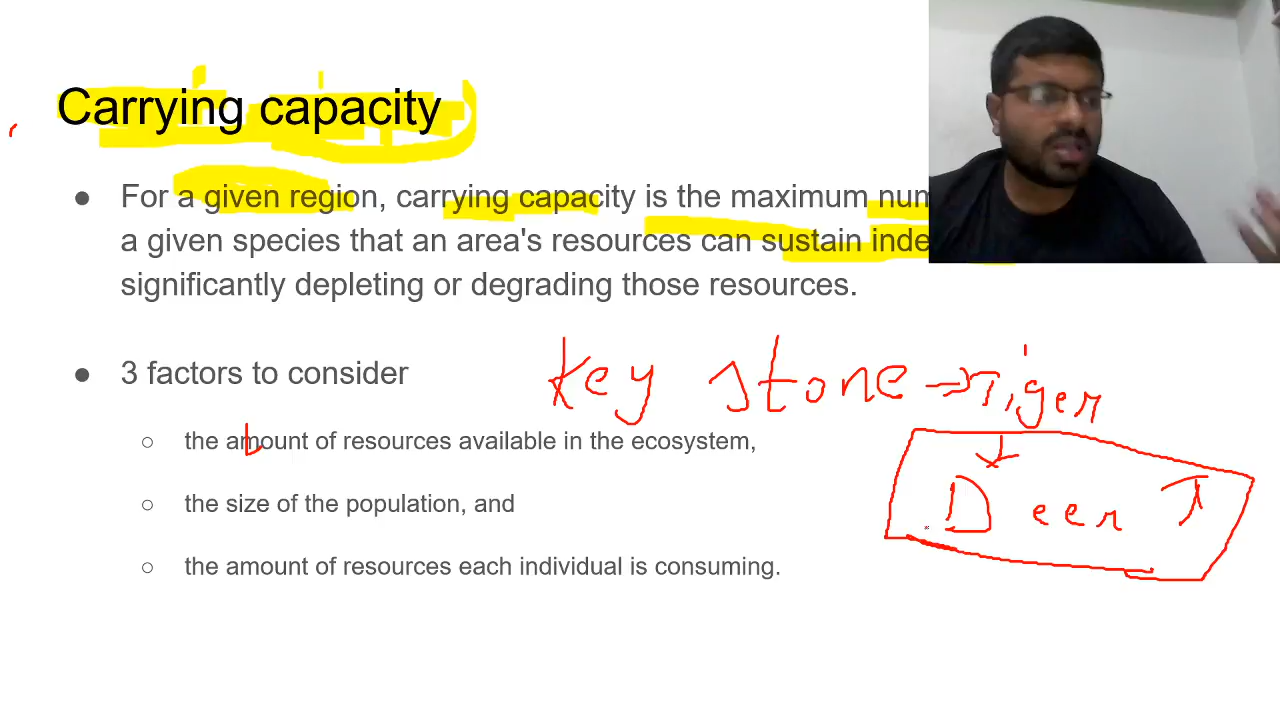 Carrying capacity
● For a given region, carrying capacity is the maximum num
a given species that an area's resources can sustain inde
significantly depleting or degrading those resources.
● 3 factors to consider
Key stone → Tiger
○ the amount of resources available in the ecosystem,
○ the size of the population, and
Deer ↑
○ the amount of resources each individual is consuming.